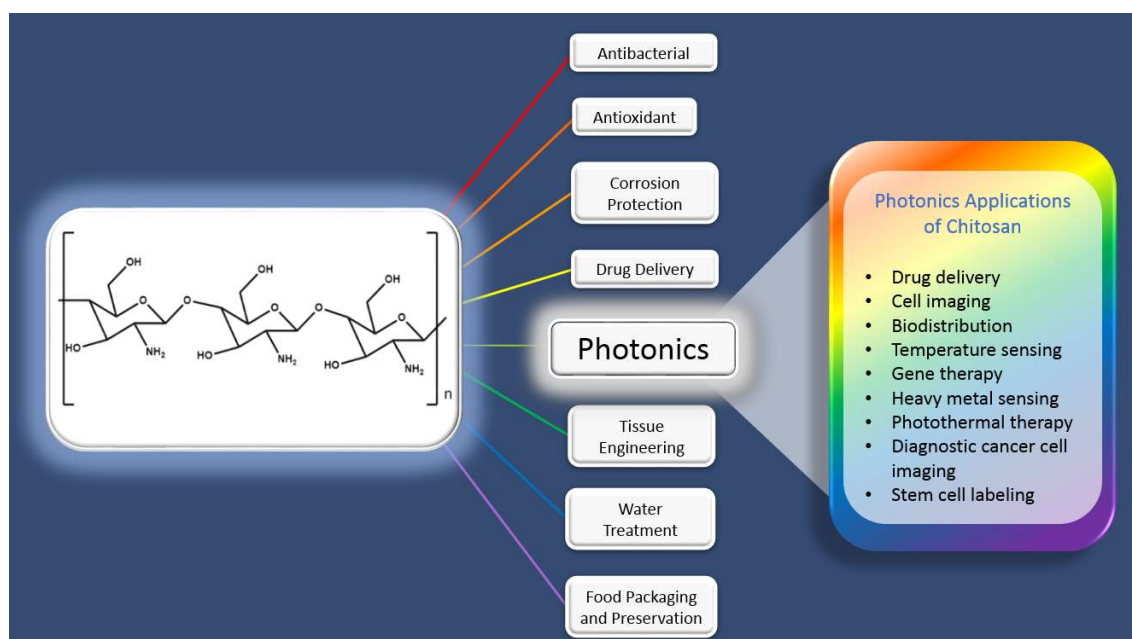 OH
O
O
HO
NH2
OH
O
O
HO
NH2
OH
O
HO
NH2
n
Antibacterial
Antioxidant
Corrosion
Protection
Drug Delivery
Photonics
Tissue
Engineering
Water
Treatment
Food Packaging
and Preservation
Photonics Applications
of Chitosan
• Drug delivery
• Cell imaging
• Biodistribution
• Temperature sensing
• Gene therapy
• Heavy metal sensing
• Photothermal therapy
• Diagnostic cancer cell
imaging
• Stem cell labeling